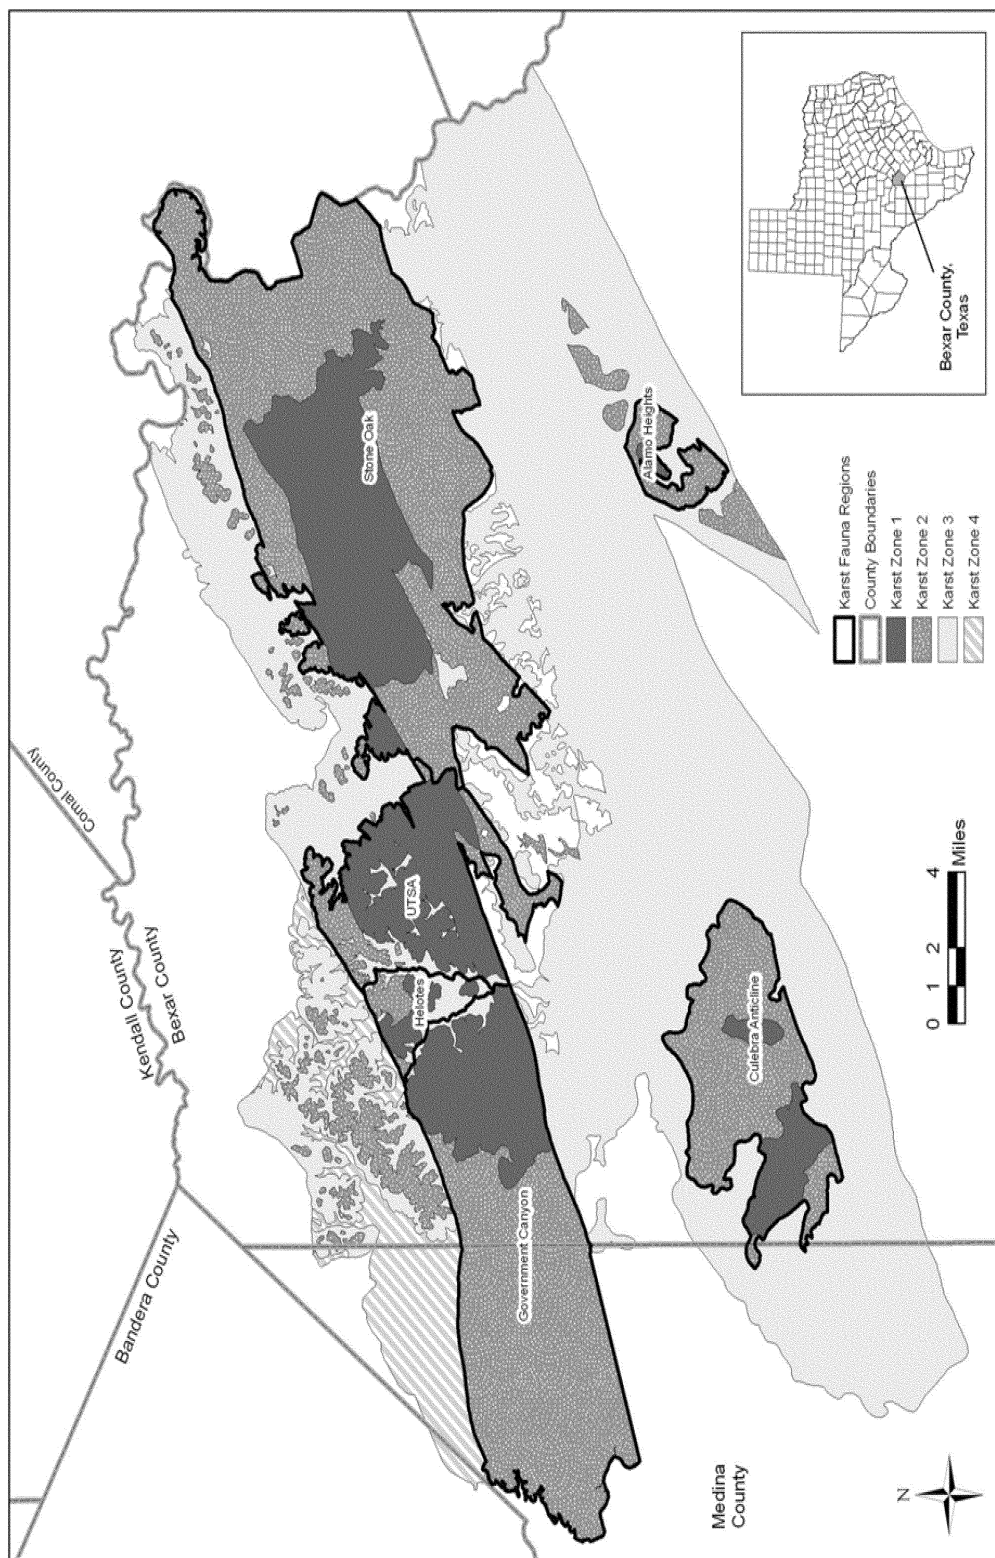 Comal County
Kendall County
Bexar County
Bandera County
Stone Oak
UTSA
Helotes
Government Canyon
Alamo Heights
Culebra Anticline
Medina
County
N
0 1 2 4
Miles
Karst Fauna Regions
County Boundaries
Karst Zone 1
Karst Zone 2
Karst Zone 3
Karst Zone 4
Bexar County,
Texas